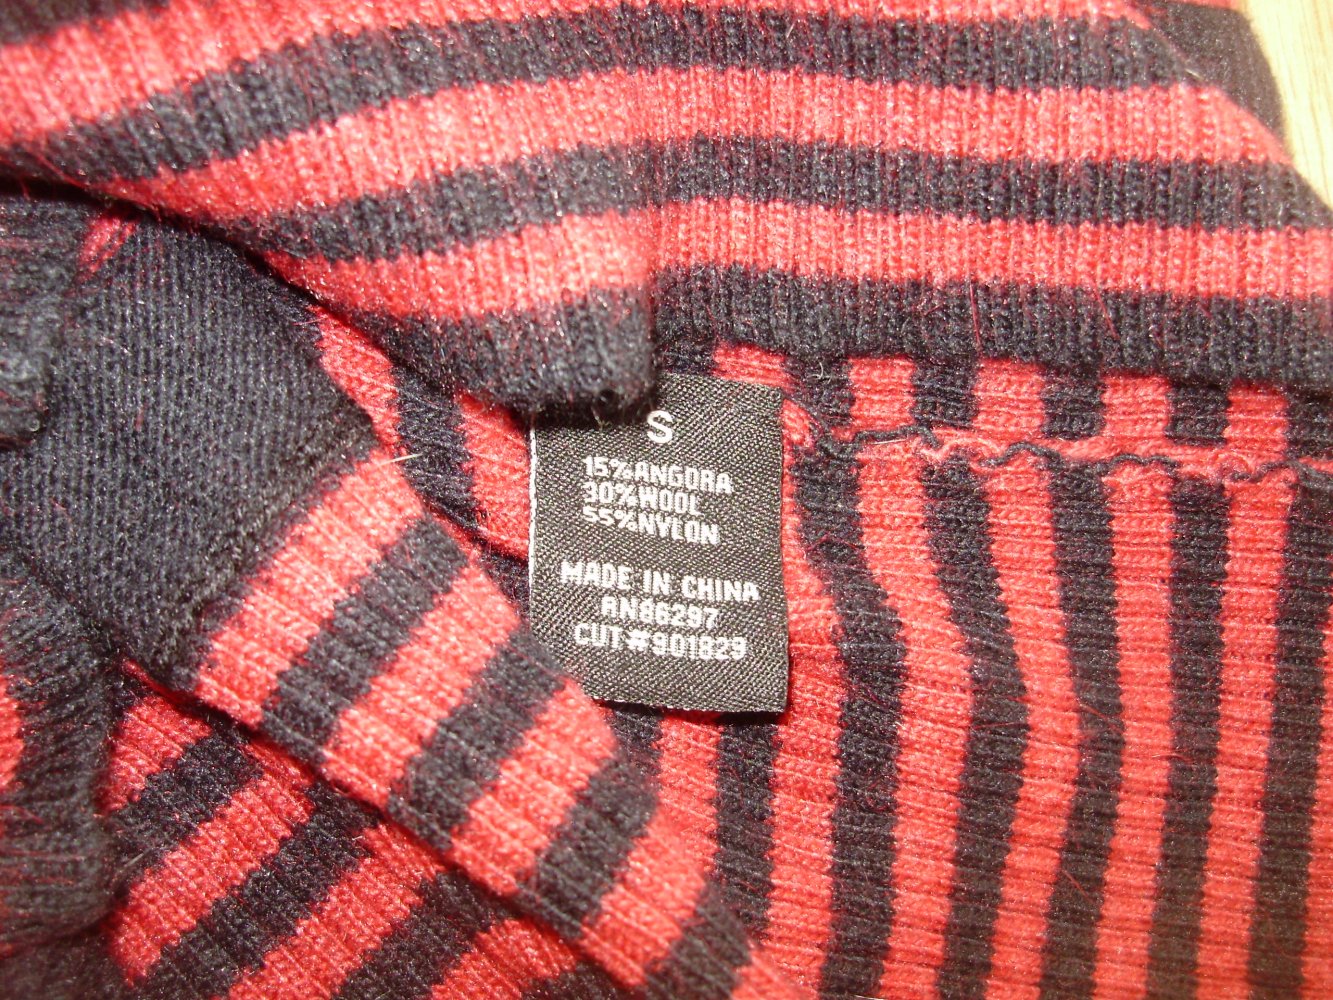 S
15%ANGORA
30%WOOL
55%NYLON
MADE IN CHINA
RN86297
CUT:#901829